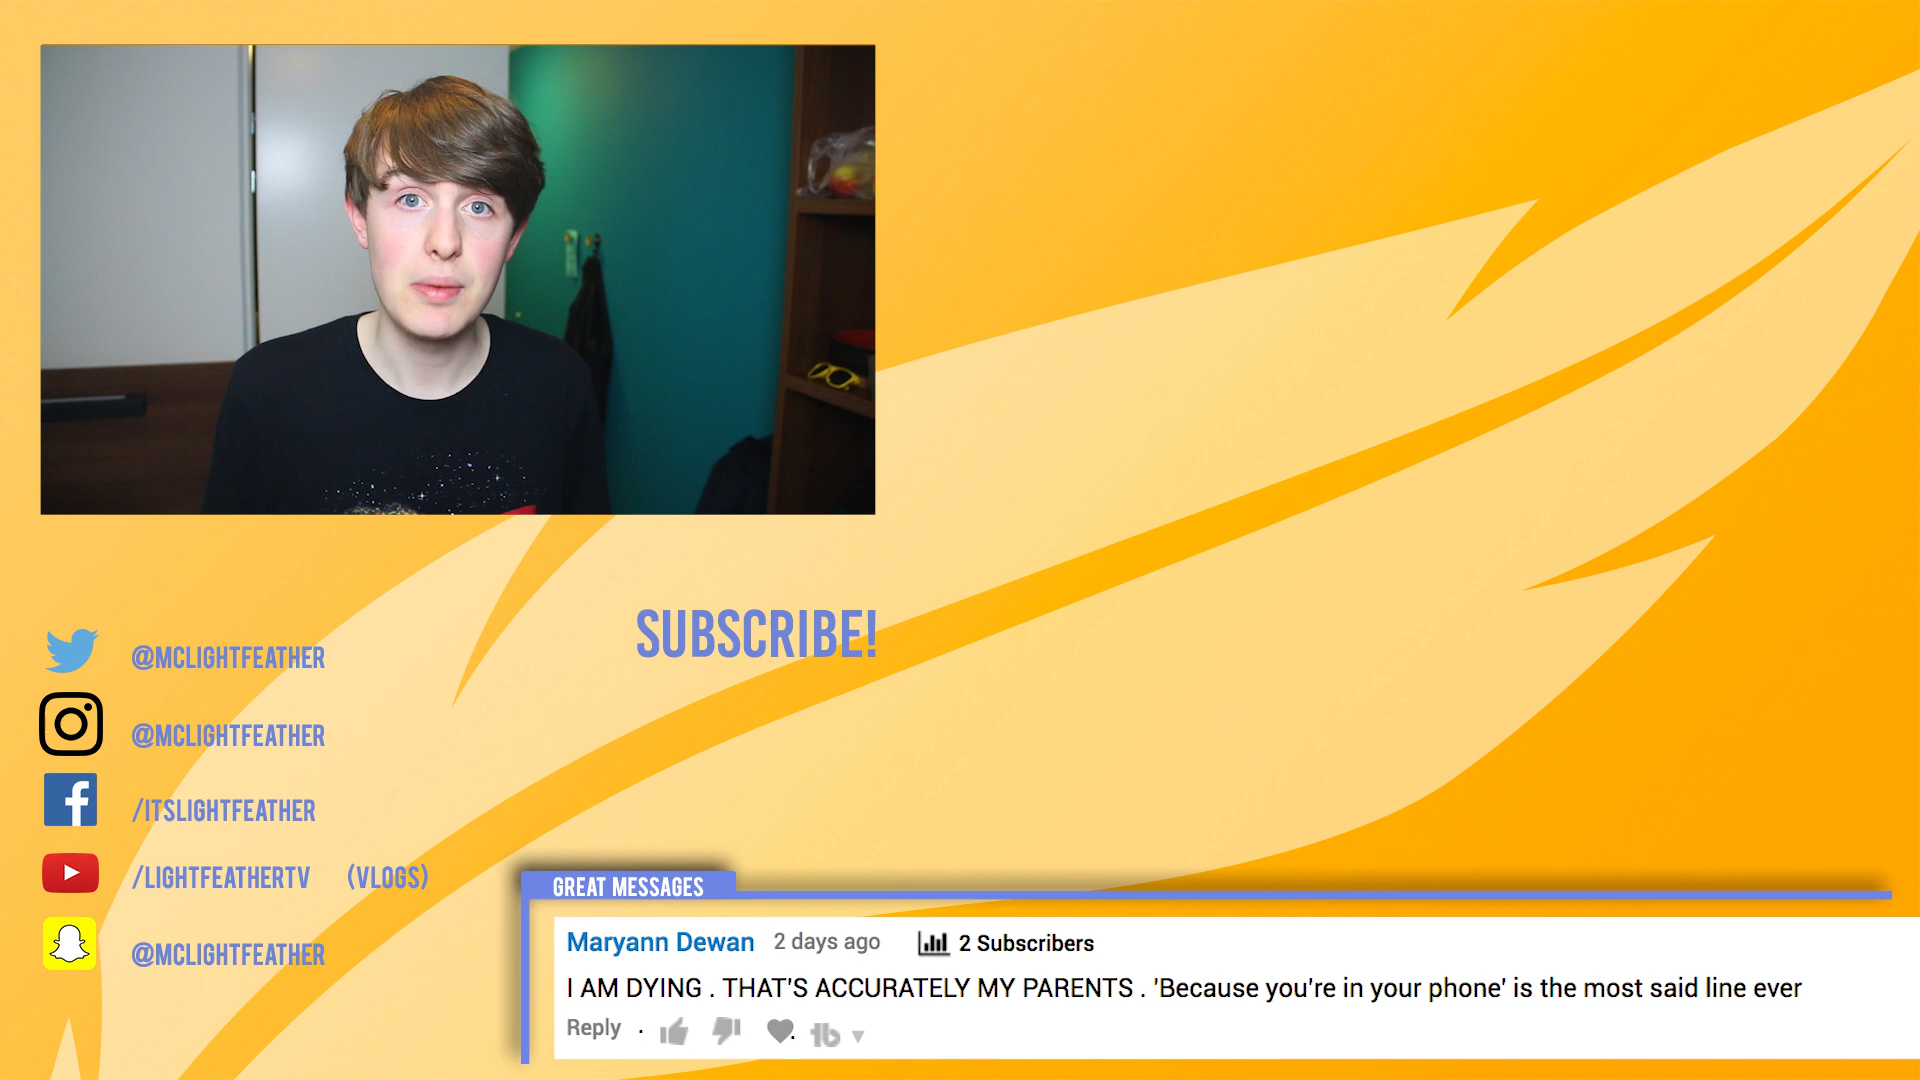 SUBSCRIBE!
@MCLIGHTFEATHER
@MCLIGHTFEATHER
/ITSLIGHTFEATHER
/LIGHTFEATHERTV (VLOGS)
@MCLIGHTFEATHER
GREAT MESSAGES
Maryann Dewan 2 days ago 2 Subscribers
I AM DYING . THAT'S ACCURATELY MY PARENTS . 'Because you're in your phone' is the most said line ever
Reply